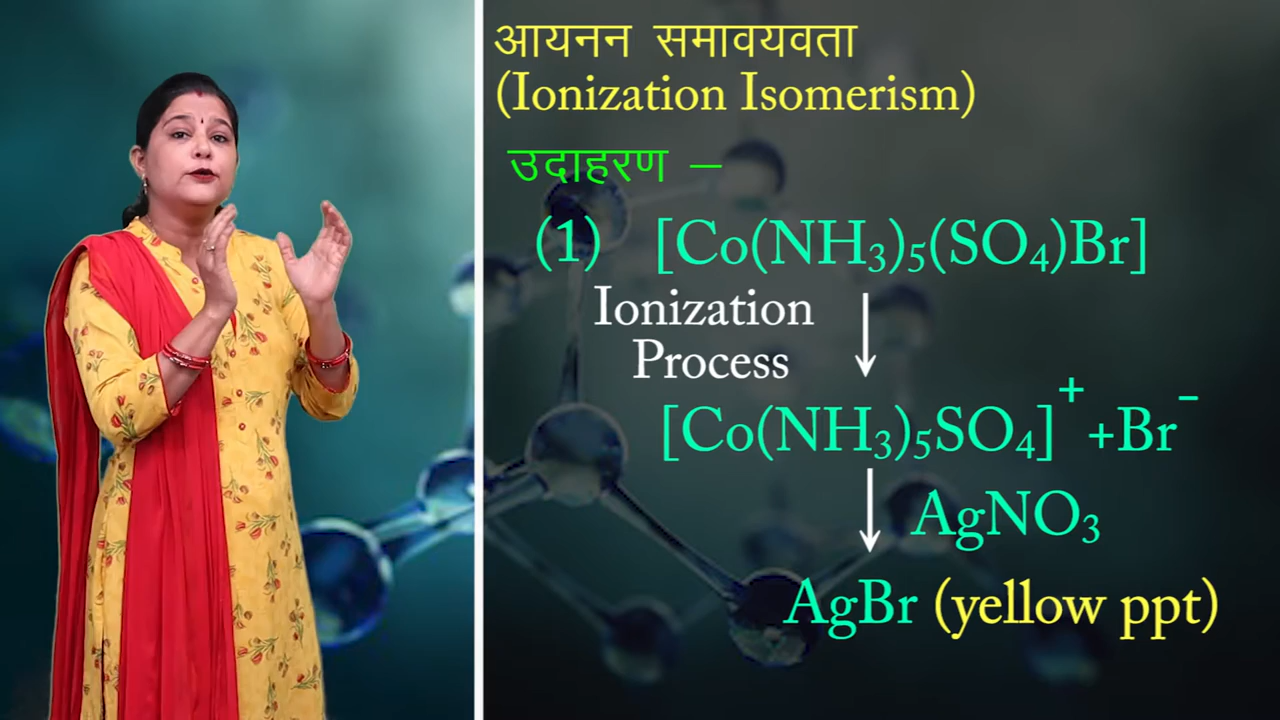 आयनन समावयवता
(Ionization Isomerism)
उदाहरण –
(1) [Co(NH₃)₅(SO₄)Br]
Ionization
Process
[Co(NH₃)₅SO₄]⁺+Br⁻
AgNO₃
AgBr (yellow ppt)